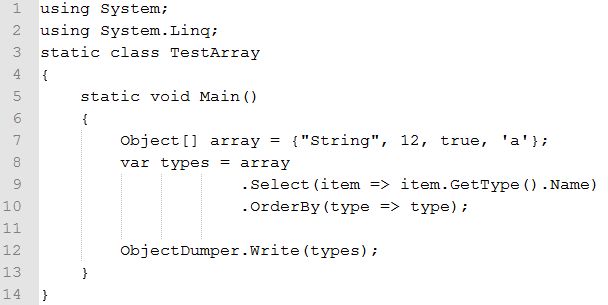 1 using System;
2 using System.Linq;
3 static class TestArray
4 {
5     static void Main()
6     {
7         Object[] array = {"String", 12, true, 'a'};
8         var types = array
9                     .Select(item => item.GetType().Name)
10                     .OrderBy(type => type);
11
12         ObjectDumper.Write(types);
13     }
14 }